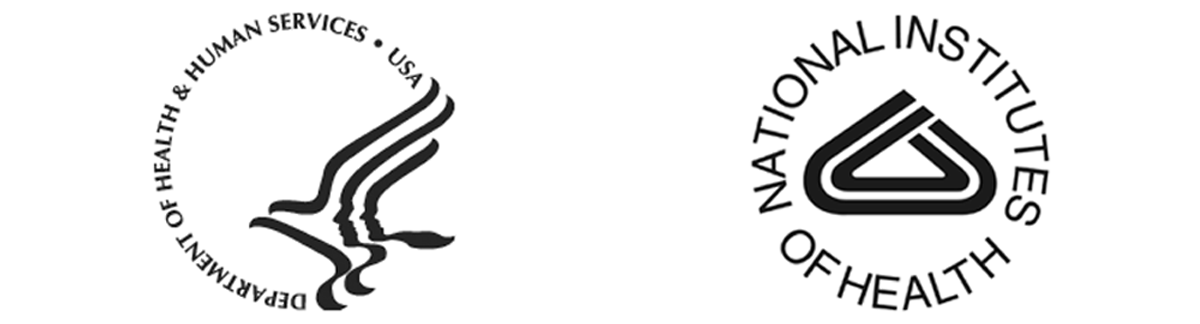 DEPARTMENT OF HEALTH & HUMAN SERVICES • USA
NATIONAL INSTITUTES
OF HEALTH